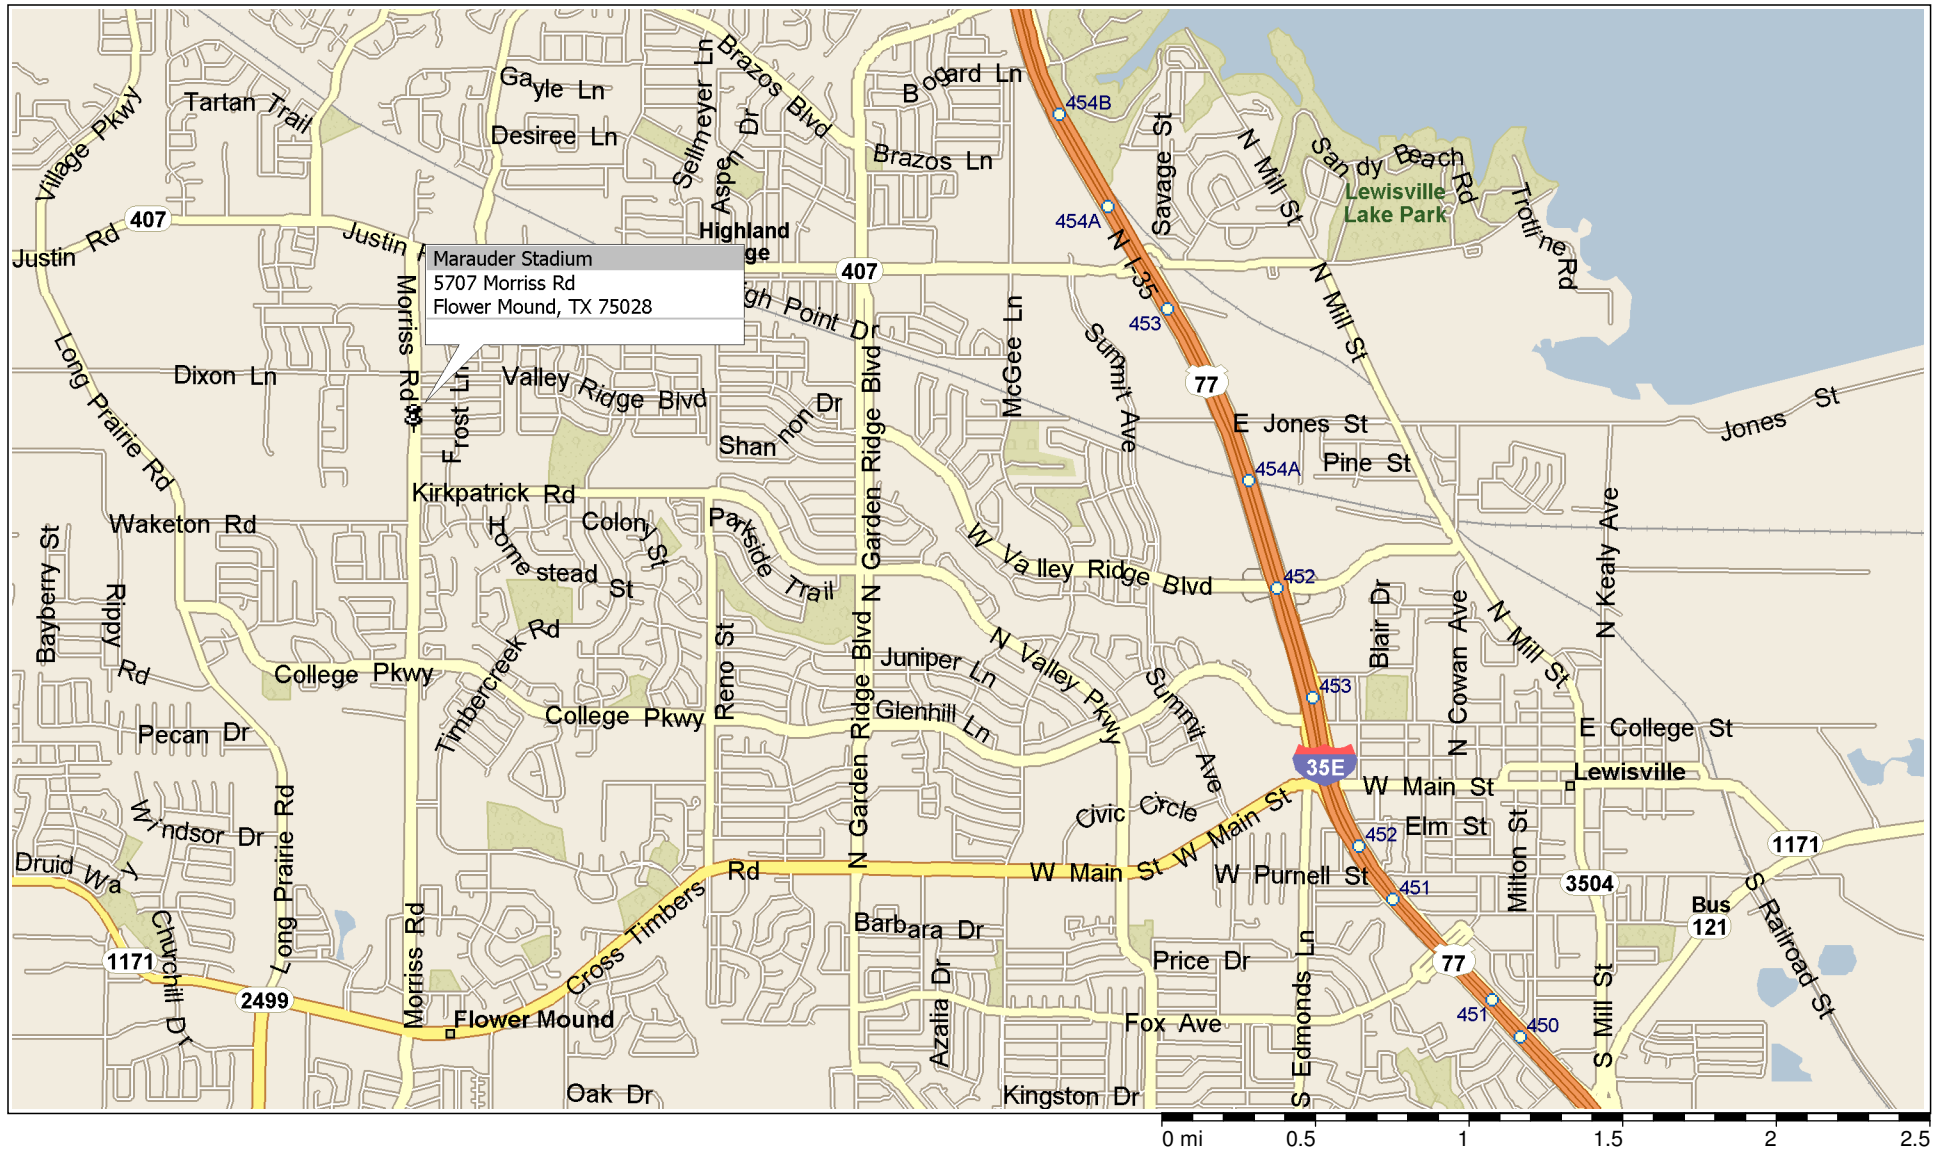 Gayle Ln
Bogard Ln
Brazos Blvd
Sellmeyer Ln
Tartan Trail
454B
Village Pkwy
Desiree Ln
Aspen Dr
Brazos Ln
Savage St
N Mill St
Sandy Beach Rd
Lewisville
Lake Park
Trotline Rd
407
454A
Justin Rd
Justin
Highland
ge
407
N I-35
Marauder Stadium
5707 Morriss Rd
Flower Mound, TX 75028
gh Point Dr
453
N Mill St
Morriss Rd
McGee Ln
Summit Ave
Long Prairie Rd
Dixon Ln
Frost Ln
Valley Ridge Blvd
77
Shannon Dr
N Garden Ridge Blvd
E Jones St
Jones St
Pine St
454A
Kirkpatrick Rd
Waketon Rd
Homestead St
Colony St
Parkside Trail
N Kealy Ave
Bayberry St
Rippy Rd
W Valley Ridge Blvd
452
Blair Dr
N Cowan Ave
N Mill St
Timbercreek Rd
Reno St
N Garden Ridge Blvd
Juniper Ln
N Valley Pkwy
College Pkwy
Summit Ave
453
College Pkwy
Glenhill Ln
Pecan Dr
E College St
35E
Lewisville
W Main St
Long Prairie Rd
Windsor Dr
Civic Circle
W Main St
Elm St
452
1171
Druid Way
Rd
W Main St
W Purnell St
Milton St
3504
451
Bus
121
S Railroad St
Churchill Dr
Morriss Rd
Cross Timbers
Barbara Dr
1171
Price Dr
S Edmonds Ln
77
2499
Azalia Dr
S Mill St
Flower Mound
Fox Ave
451
450
Oak Dr
Kingston Dr
0 mi 0.5 1 1.5 2 2.5